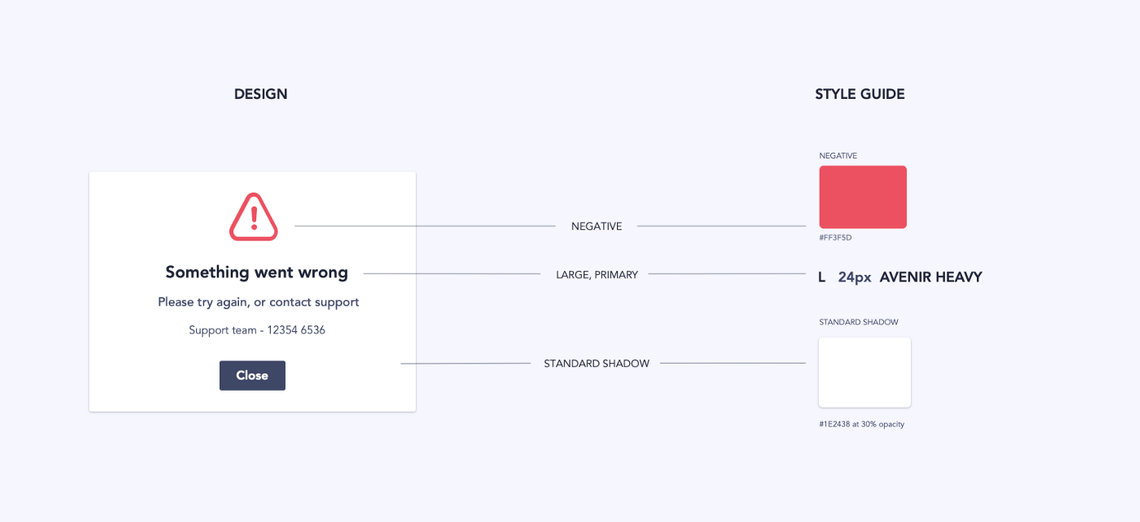 DESIGN
STYLE GUIDE
Something went wrong
Please try again, or contact support
Support team - 12354 6536
Close
NEGATIVE
LARGE, PRIMARY
STANDARD SHADOW
NEGATIVE
#FF3F5D
L 24px AVENIR HEAVY
STANDARD SHADOW
#1E2438 at 30% opacity